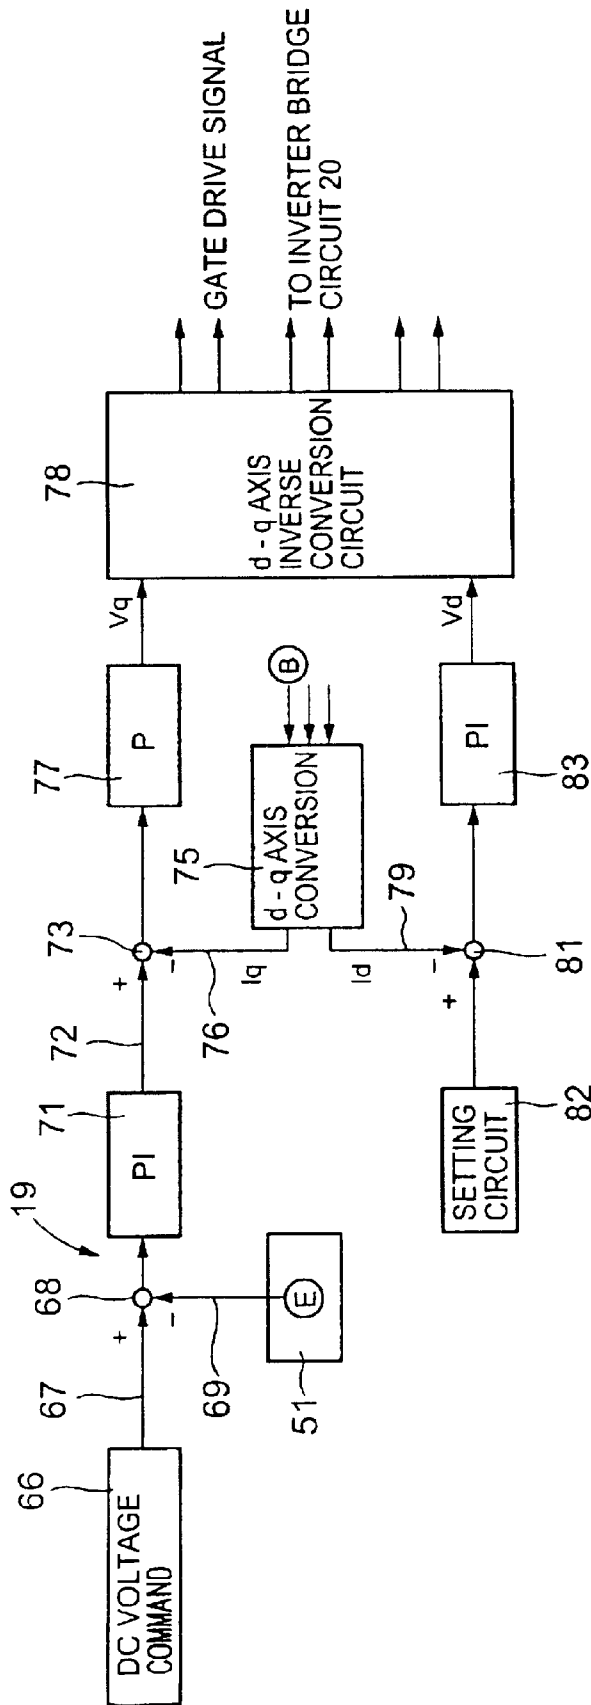 19
66
DC VOLTAGE
COMMAND
67
+
68
-
69
E
51
71
PI
72
+
73
-
76
Iq
77
P
Vq
75
d-q AXIS
CONVERSION
B
Id
79
-
+
81
82
SETTING
CIRCUIT
83
PI
Vd
78
d-q AXIS
INVERSE
CONVERSION
CIRCUIT
GATE DRIVE SIGNAL
TO INVERTER BRIDGE
CIRCUIT 20